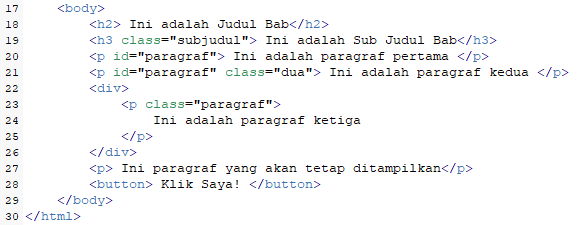 17 <body>
18 <h2> Ini adalah Judul Bab</h2>
19 <h3 class="subjudul"> Ini adalah Sub Judul Bab</h3>
20 <p id="paragraf"> Ini adalah paragraf pertama </p>
21 <p id="paragraf" class="dua"> Ini adalah paragraf kedua </p>
22 <div>
23 <p class="paragraf">
24 Ini adalah paragraf ketiga
25 </p>
26 </div>
27 <p> Ini paragraf yang akan tetap ditampilkan</p>
28 <button> Klik Saya! </button>
29 </body>
30 </html>